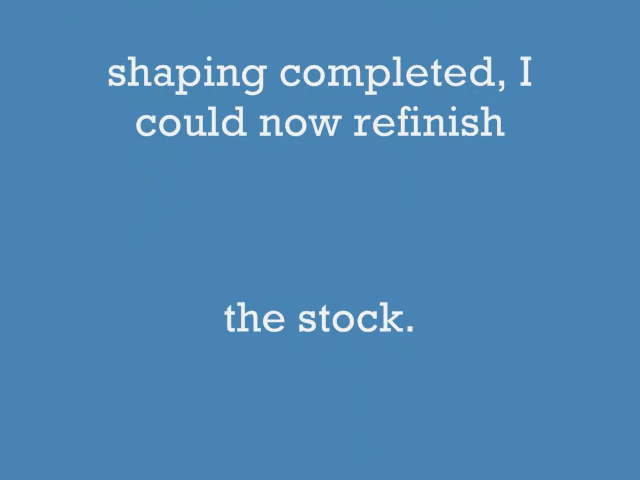 shaping completed, I
could now refinish
the stock.